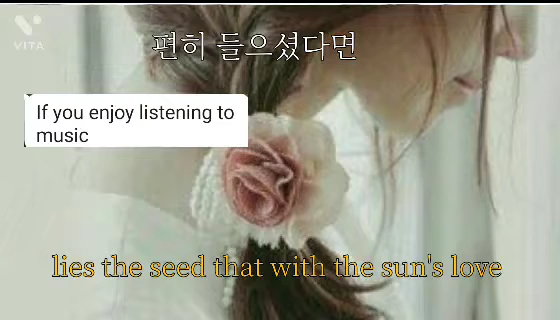 VITA
편히 들으셨다면
If you enjoy listening to
music
lies the seed that with the sun's love